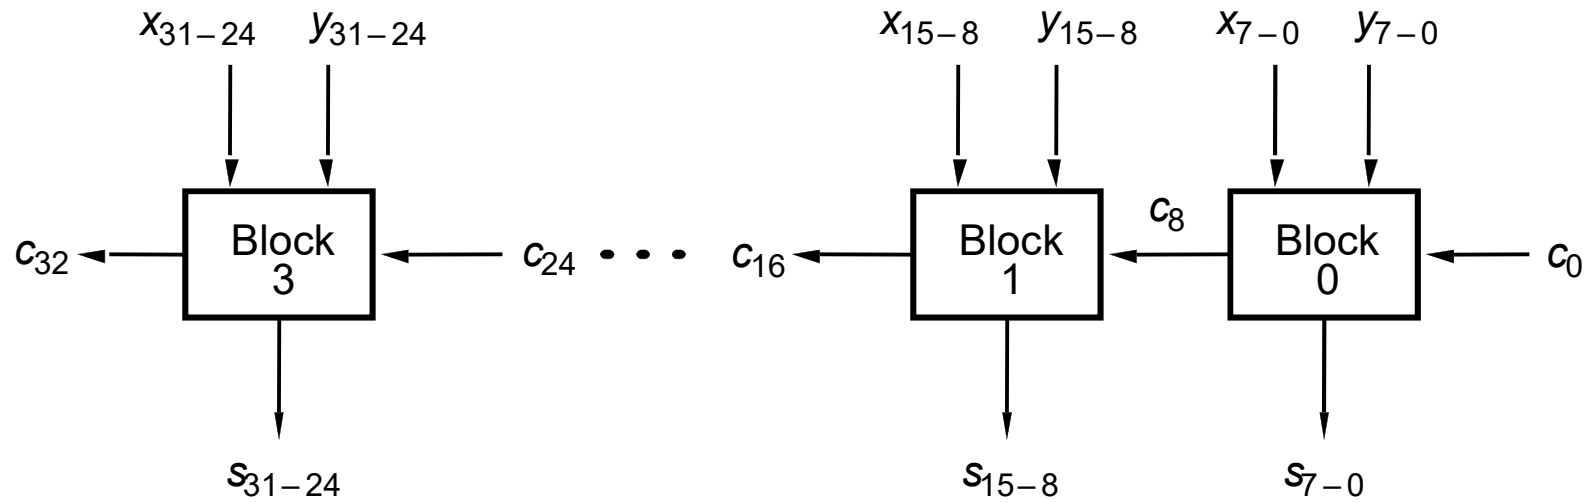 x31–24 y31–24 x15–8 y15–8 x7–0 y7–0
c8
c32 Block 3 c24 • • • c16 Block 1 Block 0 c0
s31–24 s15–8 s7–0